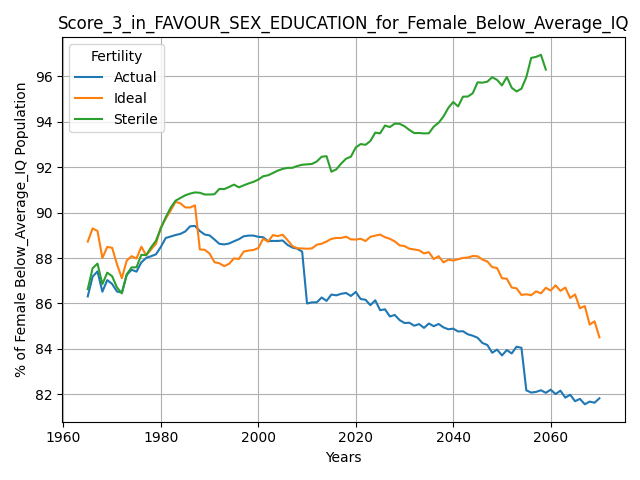 Score_3_in_FAVOUR_SEX_EDUCATION_for_Female_Below_Average_IQ
Fertility
Actual
Ideal
Sterile
% of Female Below_Average_IQ Population
96
94
92
90
88
86
84
82
1960
1980
2000
2020
2040
2060
Years